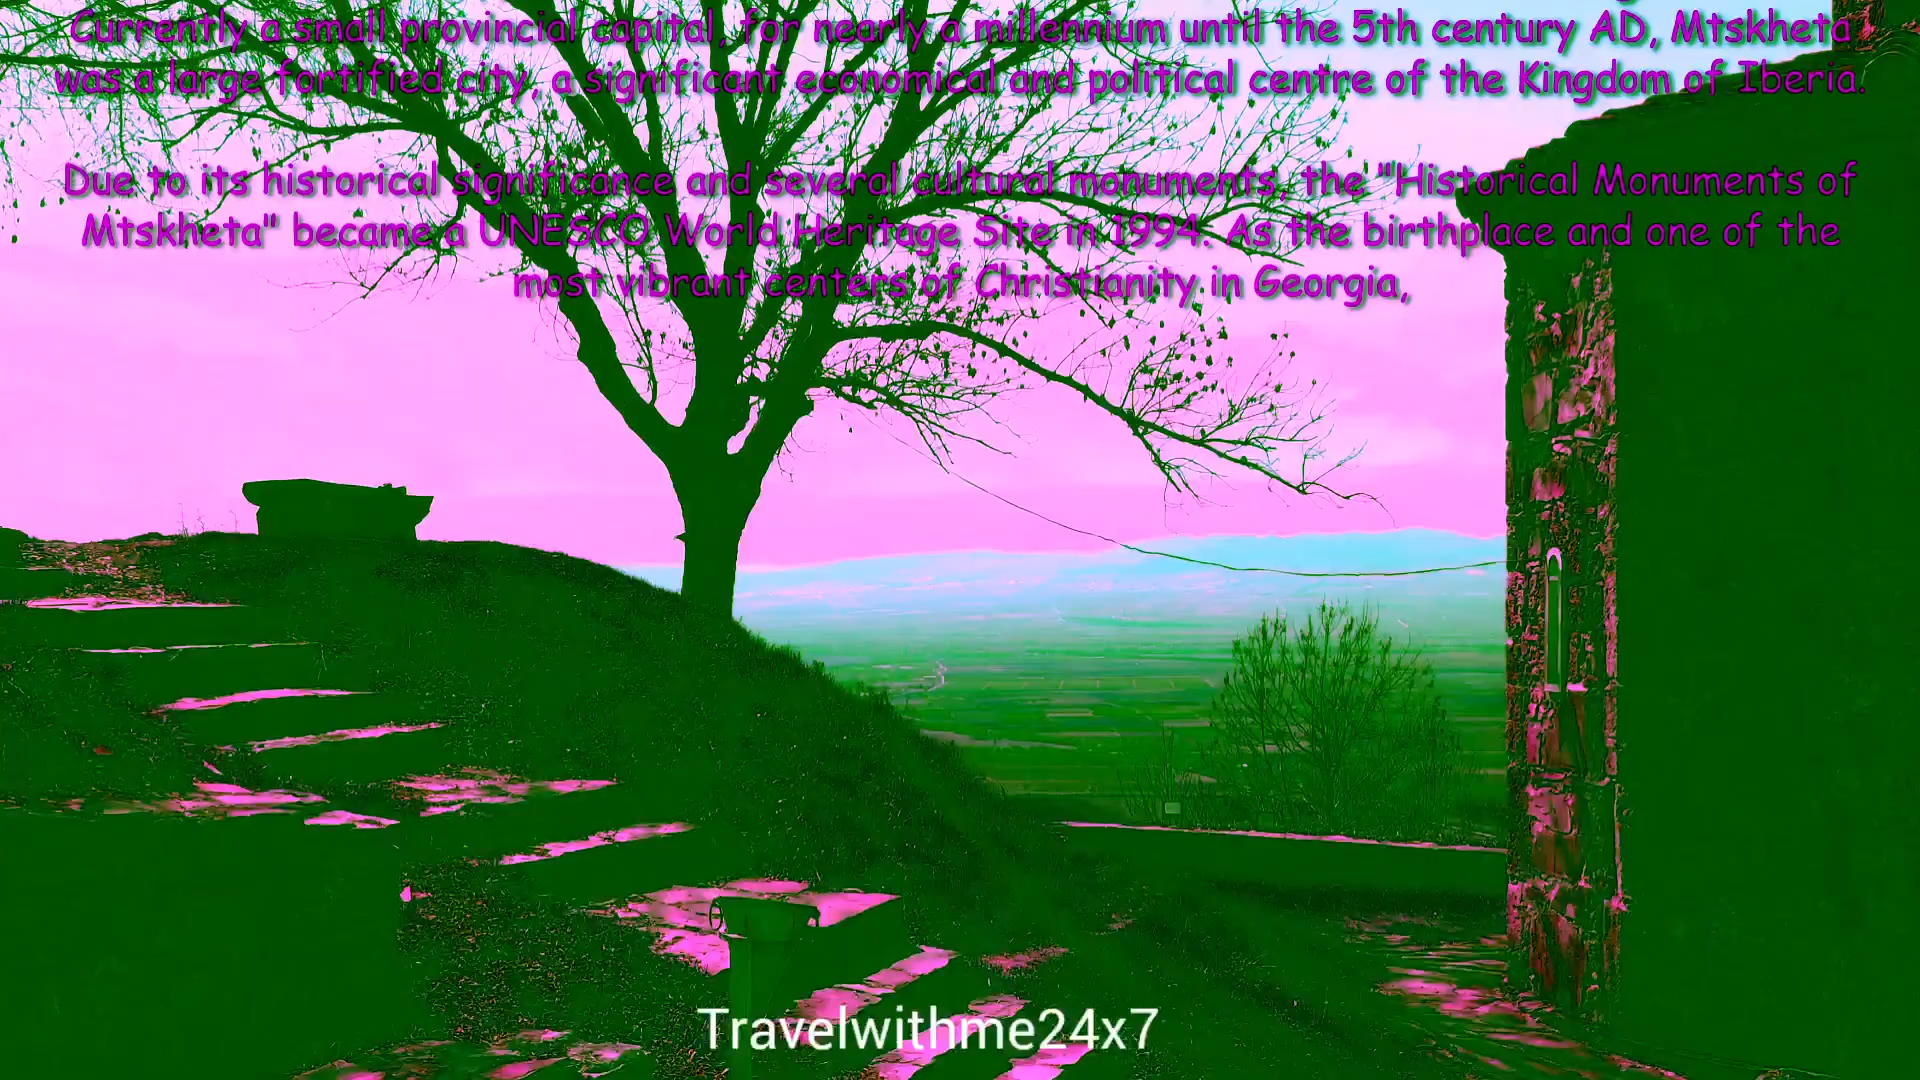 Currently a small provincial capital, for nearly a millennium until the 5th century AD, Mtskheta
was a large fortified city, a significant economical and political centre of the Kingdom of Iberia.
Due to its historical significance and several cultural monuments, the "Historical Monuments of
Mtskheta" became a UNESCO World Heritage Site in 1994. As the birthplace and one of the
most vibrant centers of Christianity in Georgia,
Travelwithme24x7